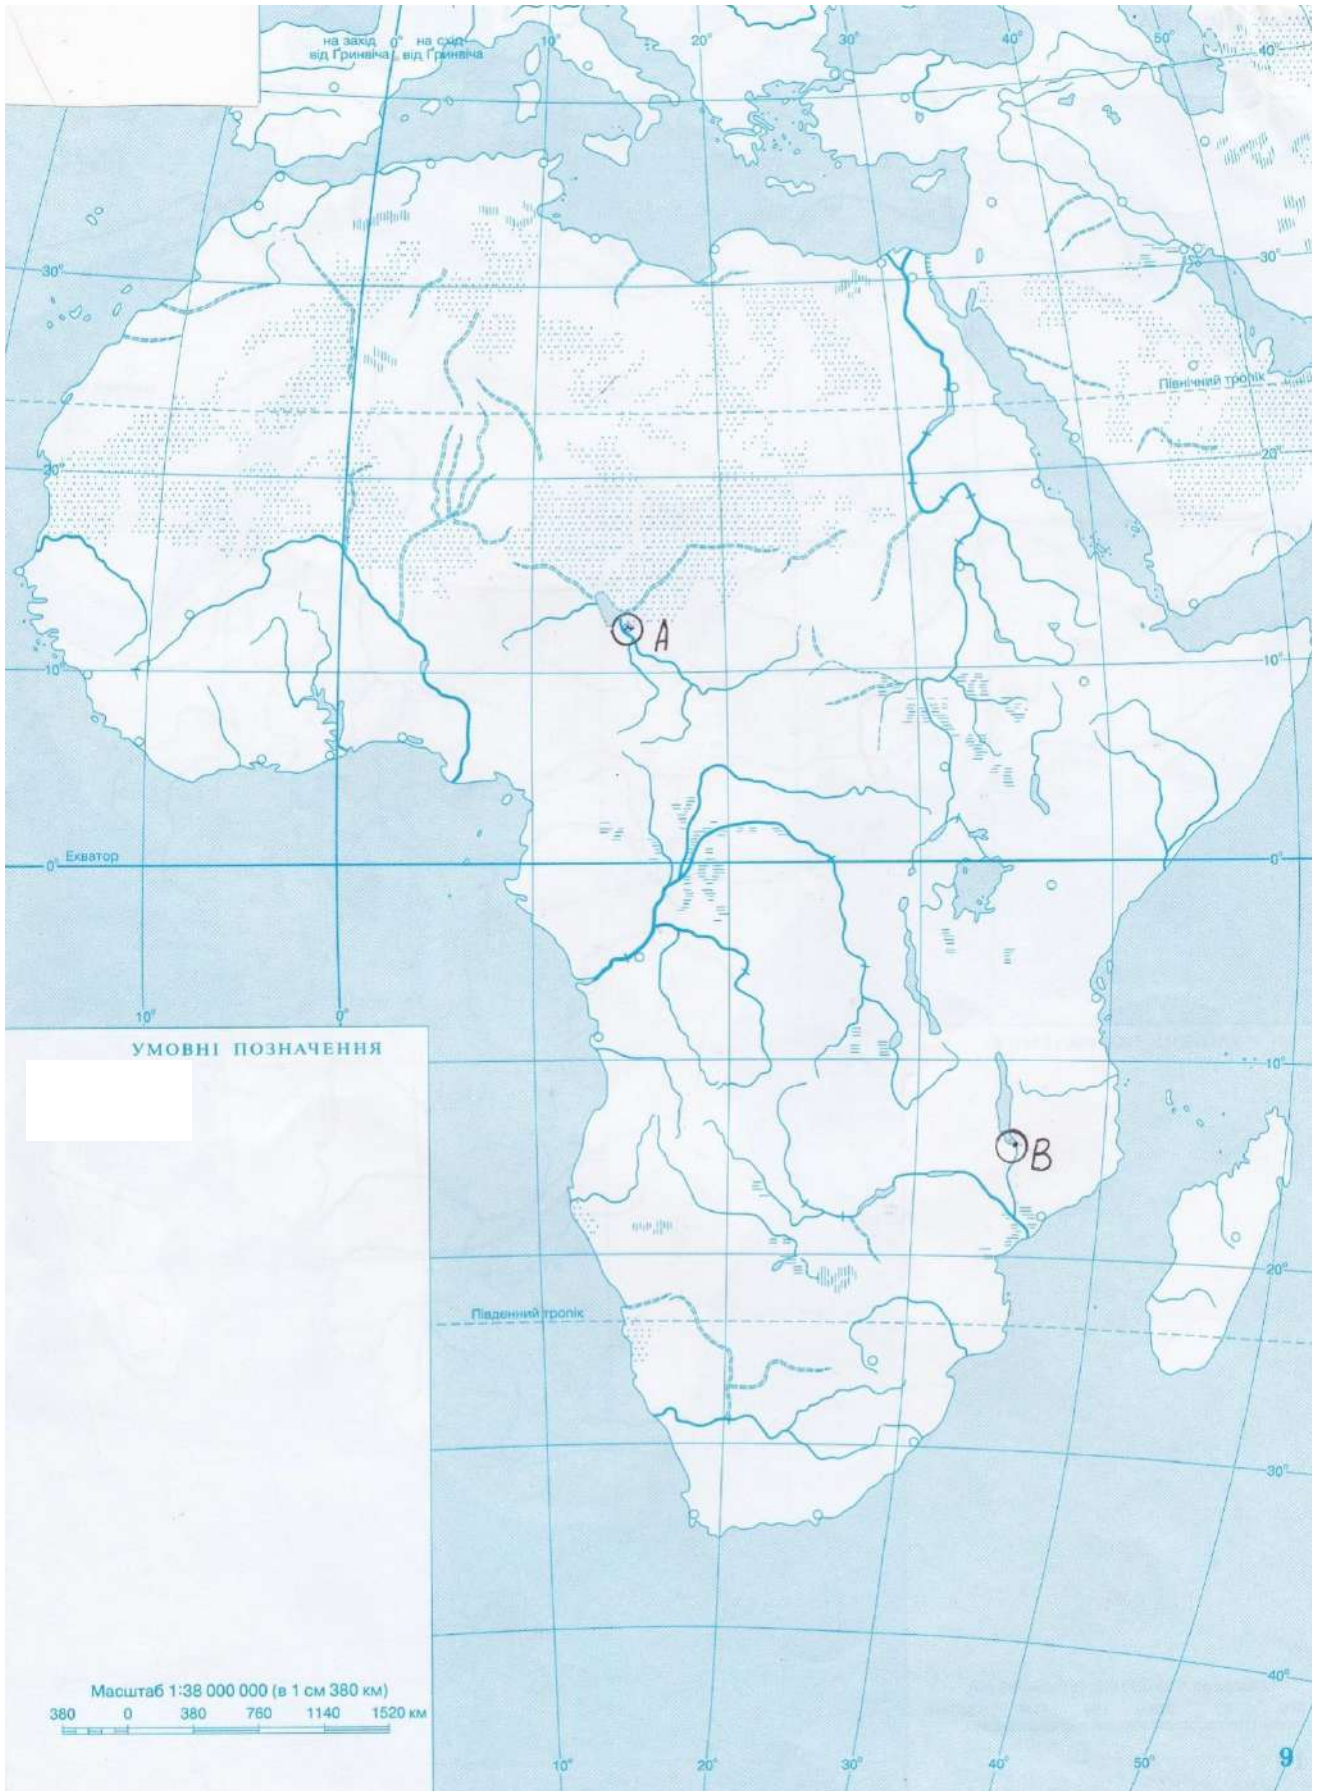 на захід 0° на схід
від Ґринвіча від Ґринвіча
10°
20°
30°
40°
50°
40°
30°
30°
Північний тропік
20°
20°
А
10°
10°
Екватор
0°
0°
10°
0°
УМОВНІ ПОЗНАЧЕННЯ
10°
В
20°
Південний тропік
30°
Масштаб 1:38 000 000 (в 1 см 380 км)
380 0 380 760 1140 1520 км
40°
10°
20°
30°
40°
50°
9